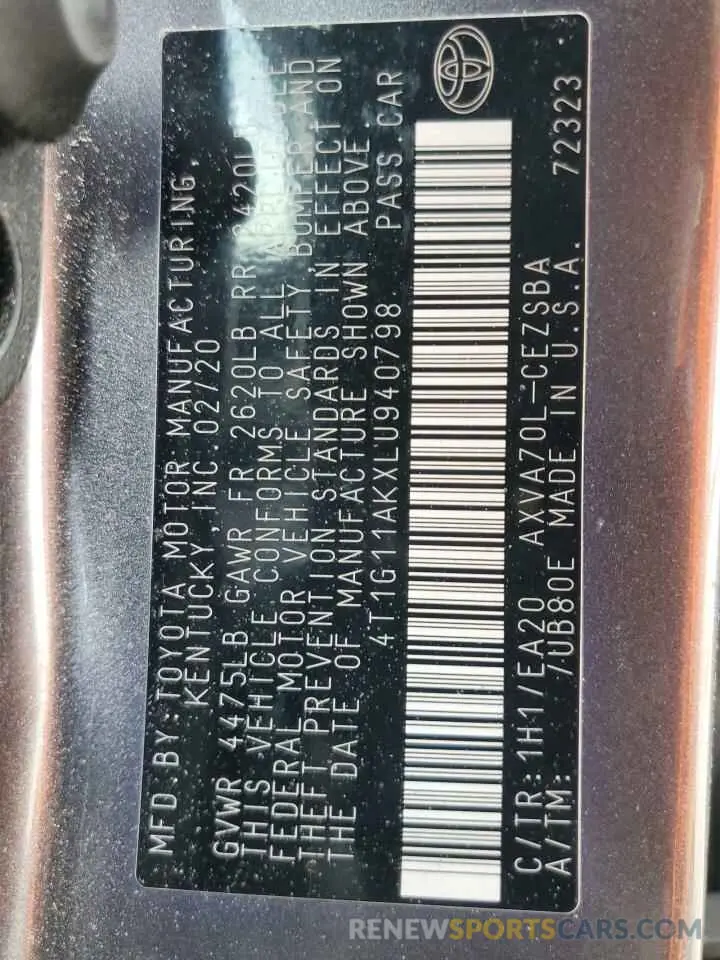 MFD.BY:TOYOTA MOTOR MANUFACTURING,
KENTUCKY, INC 02/20
GVWR 4475LB GAWR FR 2620LB RR 2420LB
THIS VEHICLE CONFORMS TO ALL APPLICABLE
FEDERAL MOTOR VEHICLE SAFETY, BUMPER AND
THEFT PREVENTION STANDARDS IN EFFECT ON
THE DATE OF MANUFACTURE SHOWN ABOVE.
4T1G11AKXLU940798 PASS.CAR
C/TR:1H1/EA20 AXVA70L-CEZSBA
A/TM: /UB80E MADE IN U.S.A. 72323
RENEWSPORTSCARS.COM